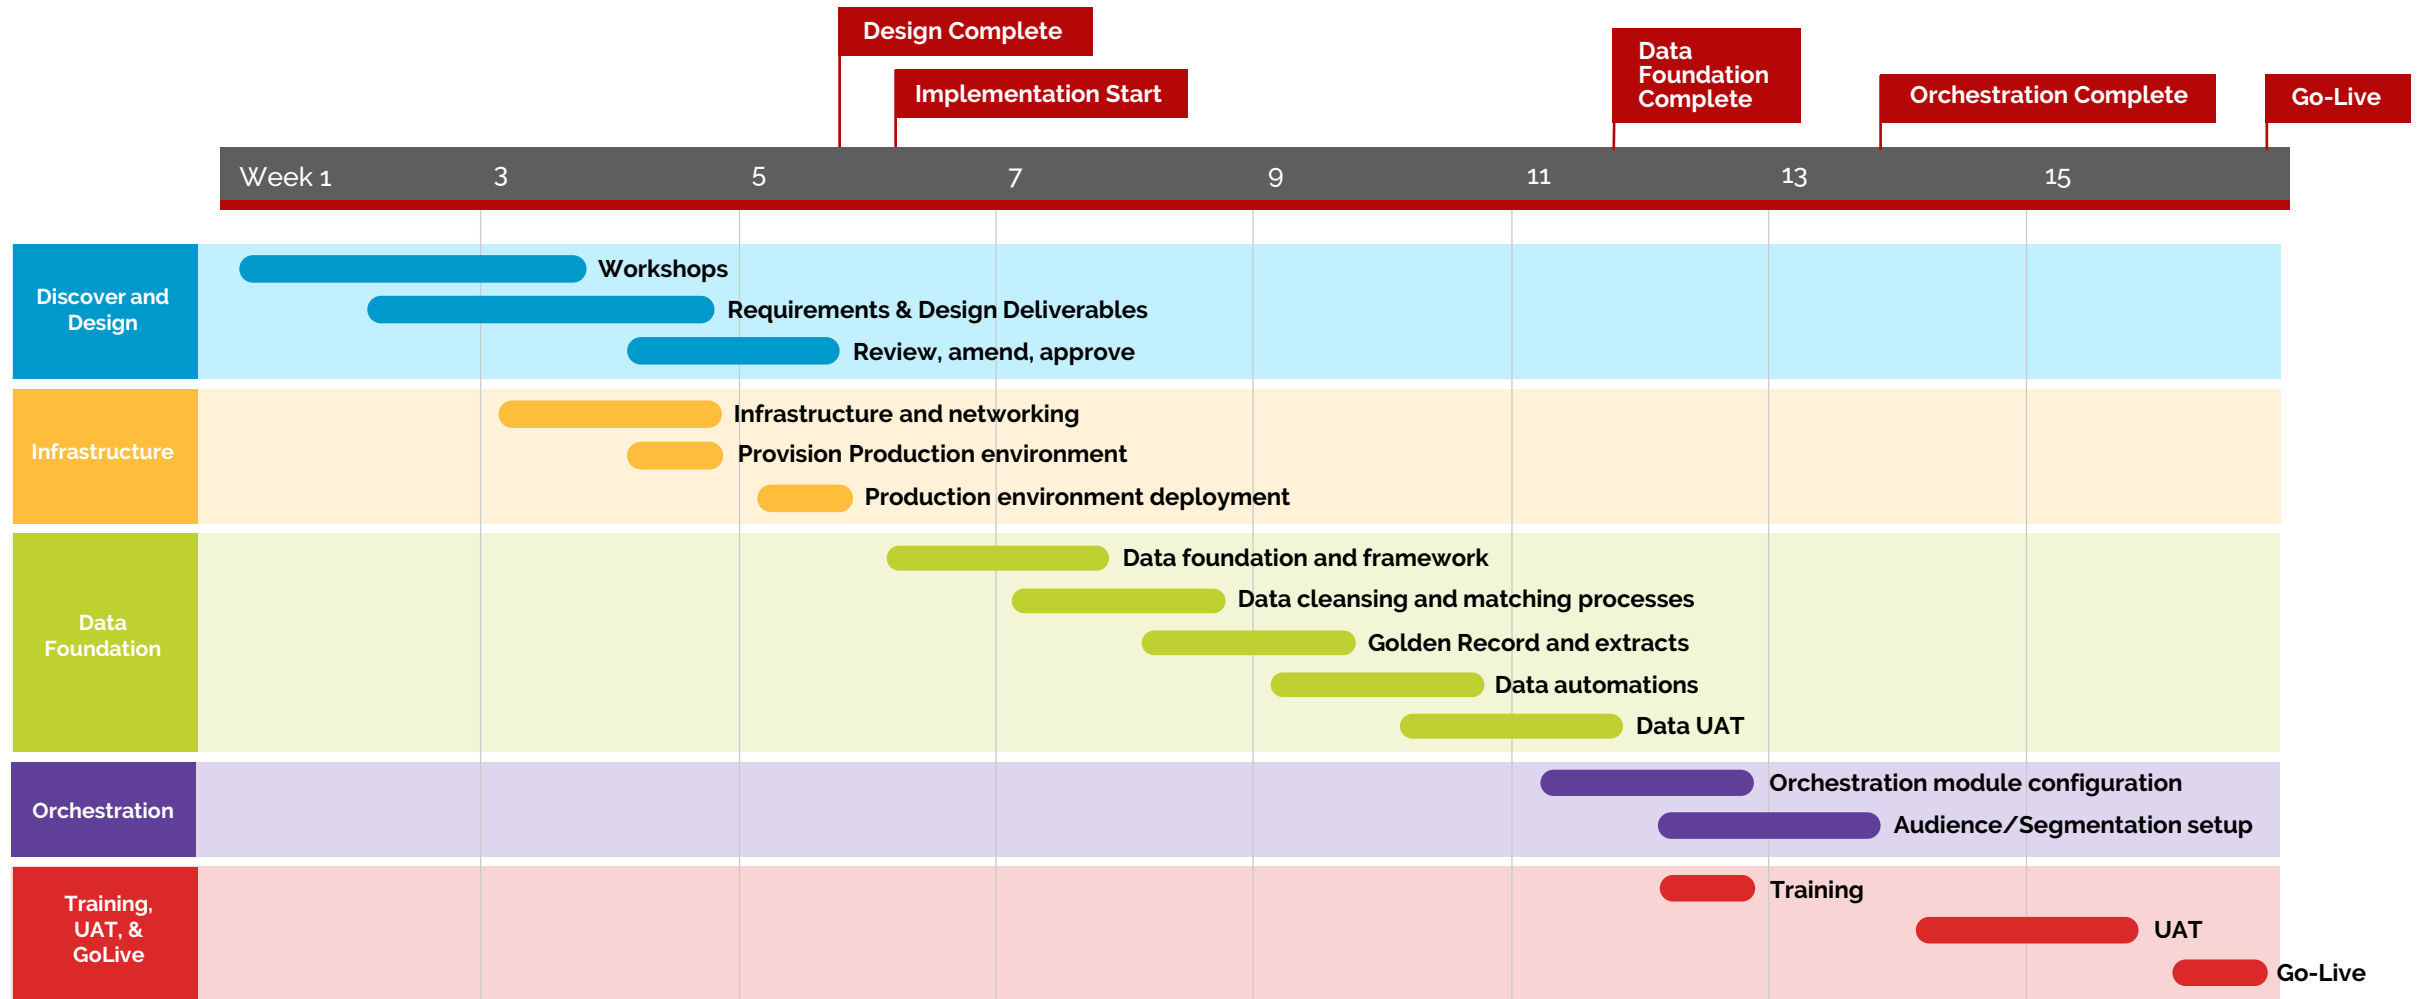 Design Complete
Implementation Start
Data
Foundation
Complete
Orchestration Complete
Go-Live
Week 1
3
5
7
9
11
13
15
Discover and
Design
Workshops
Requirements & Design Deliverables
Review, amend, approve
Infrastructure
Infrastructure and networking
Provision Production environment
Production environment deployment
Data
Foundation
Data foundation and framework
Data cleansing and matching processes
Golden Record and extracts
Data automations
Data UAT
Orchestration
Orchestration module configuration
Audience/Segmentation setup
Training,
UAT, &
GoLive
Training
UAT
Go-Live